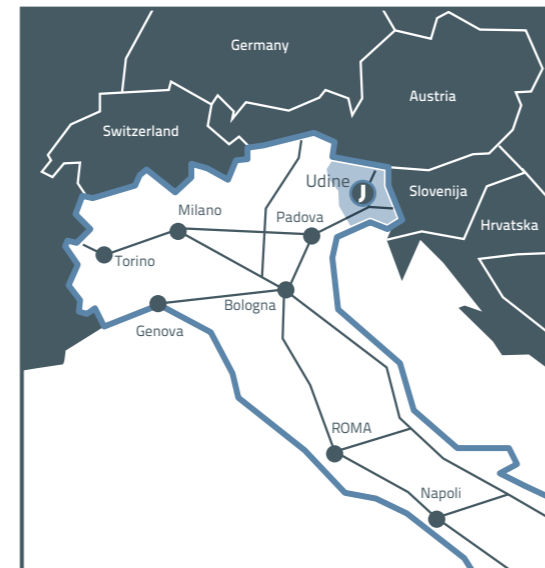 Germany
Austria
Switzerland
Udine
J
Slovenija
Milano
Padova
Hrvatska
Torino
Bologna
Genova
ROMA
Napoli